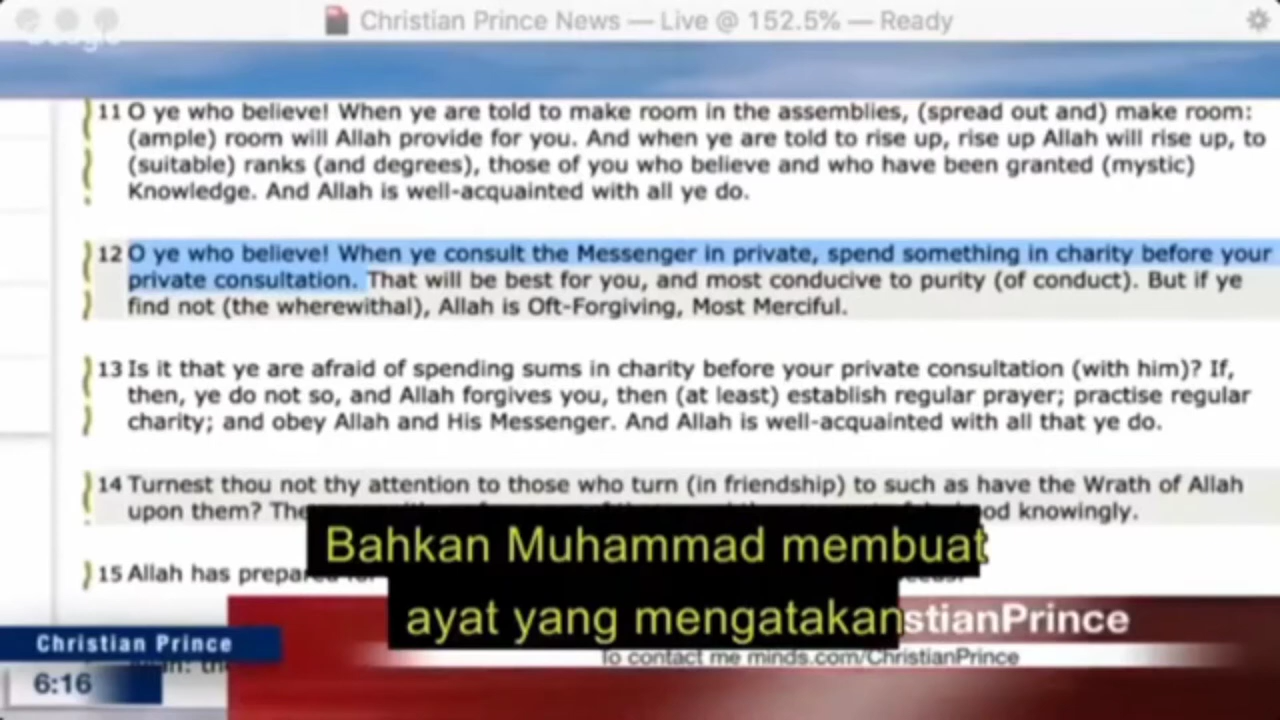 Christian Prince News — Live @ 152.5% — Ready
Google
11 O ye who believe! When ye are told to make room in the assemblies, (spread out and) make room:
(ample) room will Allah provide for you. And when ye are told to rise up, rise up Allah will rise up, to
(suitable) ranks (and degrees), those of you who believe and who have been granted (mystic)
Knowledge. And Allah is well-acquainted with all ye do.
12 O ye who believe! When ye consult the Messenger in private, spend something in charity before your
private consultation. That will be best for you, and most conducive to purity (of conduct). But if ye
find not (the wherewithal), Allah is Oft-Forgiving, Most Merciful.
13 Is it that ye are afraid of spending sums in charity before your private consultation (with him)? If,
then, ye do not so, and Allah forgives you, then (at least) establish regular prayer; practise regular
charity; and obey Allah and His Messenger. And Allah is well-acquainted with all that ye do.
14 Turnest thou not thy attention to those who turn (in friendship) to such as have the Wrath of Allah
upon them? knowingly.
15 Allah has
Bahkan Muhammad membuat
ayat yang mengatakan
stianPrince
Christian Prince
To contact me minds.com/ChristianPrince
6:16